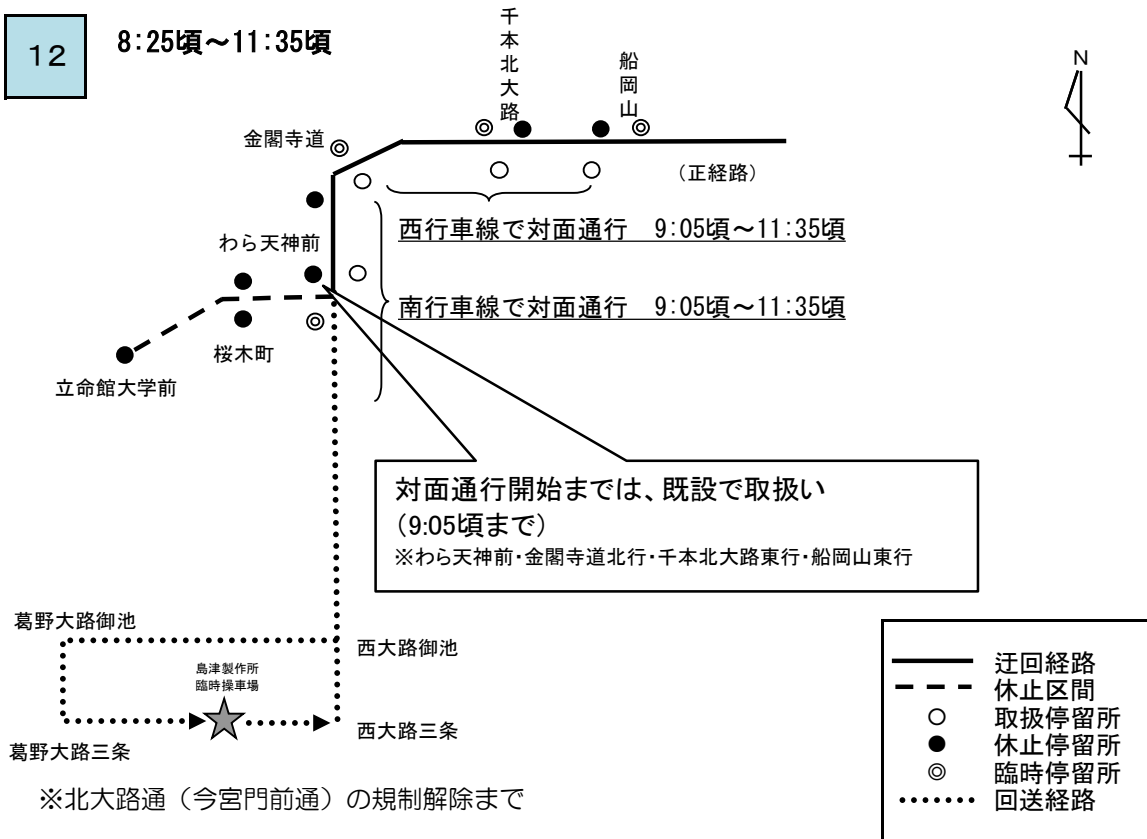 12
8:25頃～11:35頃
千本北大路
船岡山
N
金閣寺道
(正経路)
西行車線で対面通行　9:05頃～11:35頃
わら天神前
南行車線で対面通行　9:05頃～11:35頃
桜木町
立命館大学前
対面通行開始までは、既設で取扱い
(9:05頃まで)
※わら天神前・金閣寺道北行・千本北大路東行・船岡山東行
葛野大路御池
西大路御池
島津製作所
臨時操車場
西大路三条
葛野大路三条
※北大路通（今宮門前通）の規制解除まで
迂回経路
休止区間
取扱停留所
休止停留所
臨時停留所
回送経路